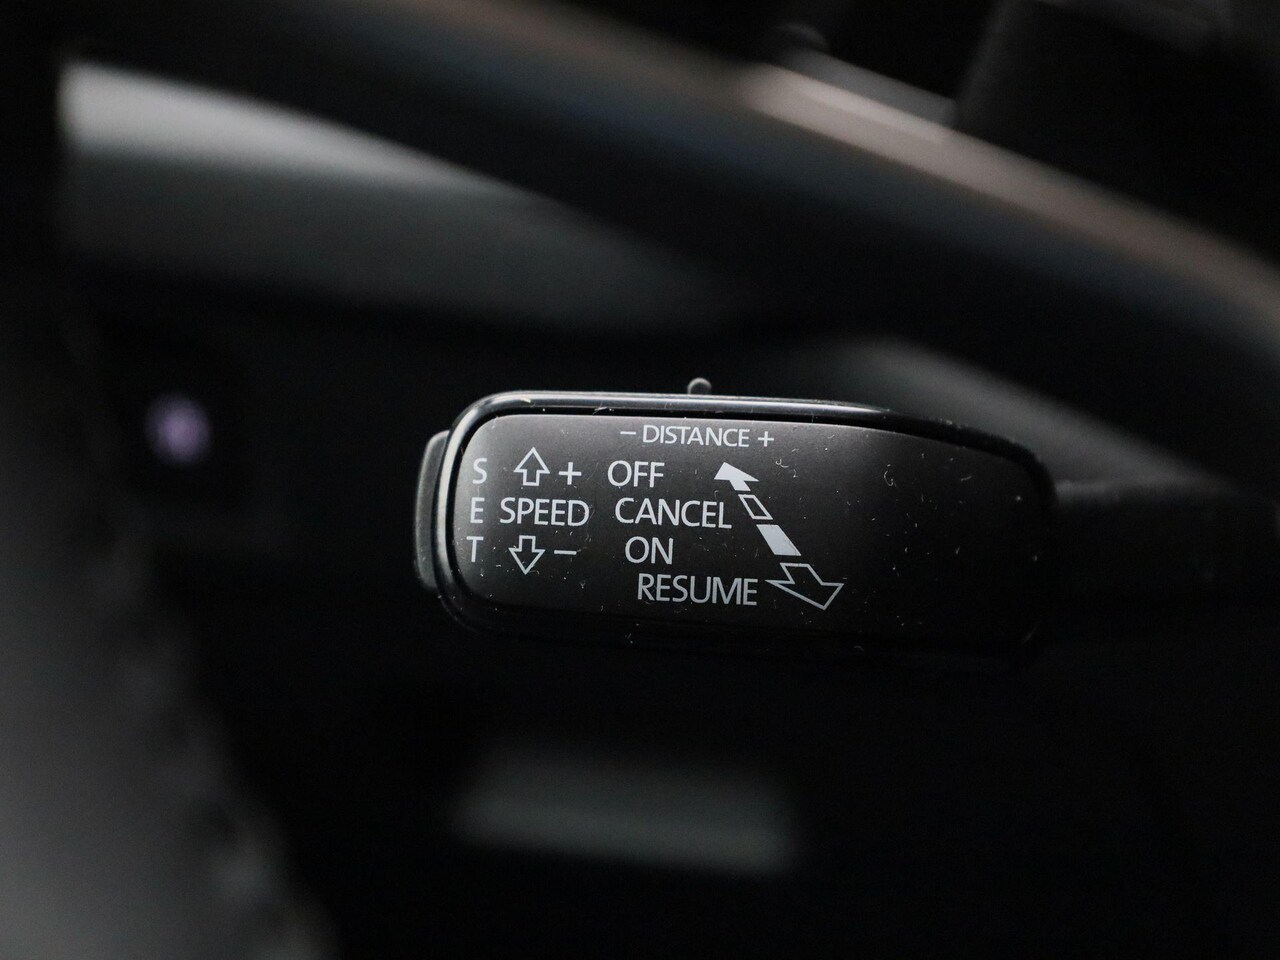 − DISTANCE +
S + OFF
E SPEED CANCEL
T − ON
RESUME